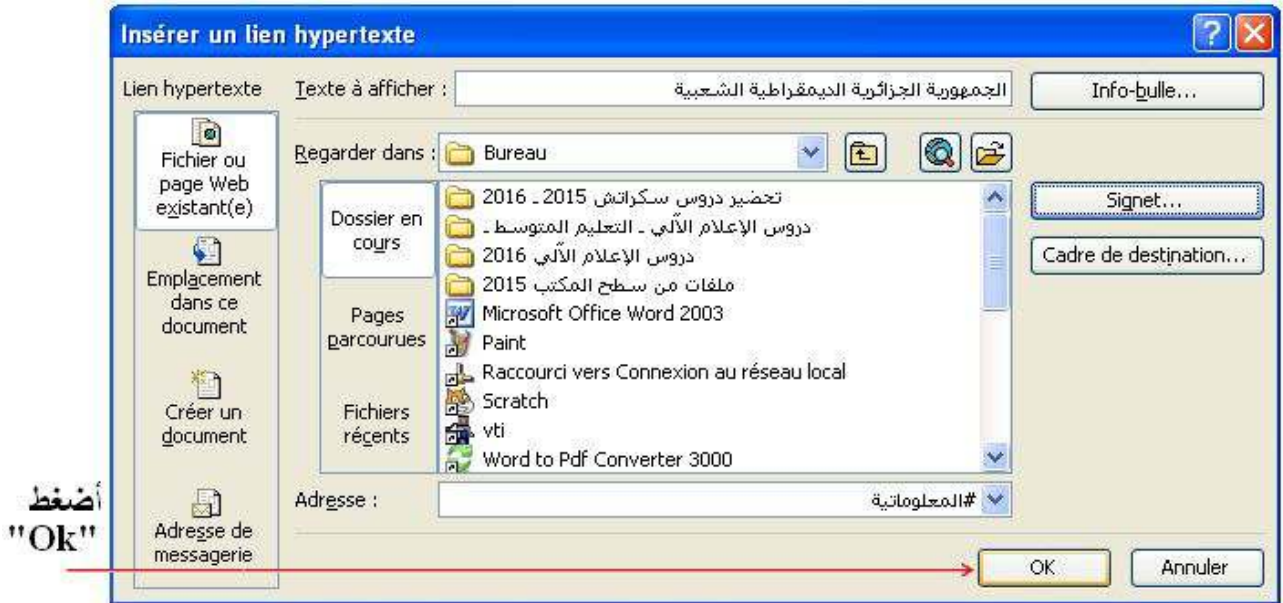 Insérer un lien hypertexte
Lien hypertexte
Texte à afficher :
الجمهورية الجزائرية الديمقراطية الشعبية
Info-bulle...
Fichier ou
page Web
existant(e)
Emplacement
dans ce
document
Créer un
document
Adresse de
messagerie
Regarder dans :
Bureau
Dossier en
cours
Pages
parcourues
Fichiers
récents
تحضير دروس سكراتش 2015 ـ 2016
دروس الإعلام الآلي ـ التعليم المتوسط ـ
دروس الإعلام الآلي 2016
ملفات من سطح المكتب 2015
Microsoft Office Word 2003
Paint
Raccourci vers Connexion au réseau local
Scratch
vti
Word to Pdf Converter 3000
Signet...
Cadre de destination...
Adresse :
#المعلوماتية
OK
Annuler
أضغط
"Ok"